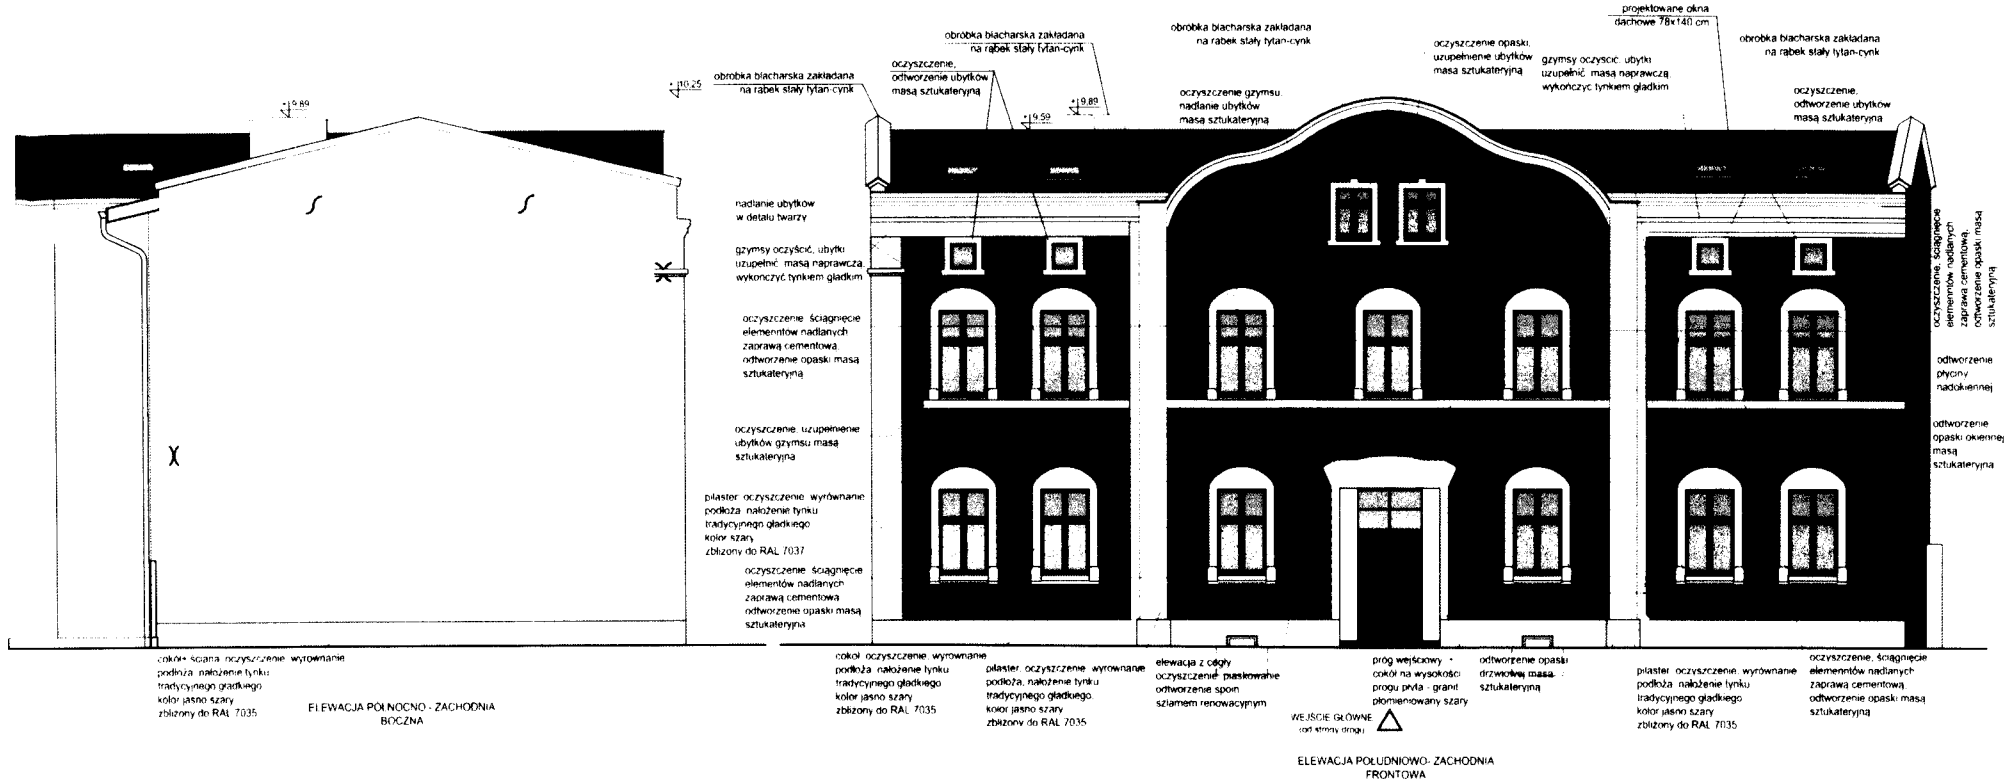 +9.89
+10.25
obróbka blacharska zakładana
na rąbek stały tytan-cynk
oczyszczenie,
odtworzenie ubytków
masą sztukateryjną
obróbka blacharska zakładana
na rąbek stały tytan-cynk
+9.59
+9.89
obróbka blacharska zakładana
na rąbek stały tytan-cynk
oczyszczenie gzymsu,
nadlanie ubytków
masą sztukateryjną
oczyszczenie opaski,
uzupełnienie ubytków
masą sztukateryjną
gzymsy oczyścić, ubytki
uzupełnić masą naprawczą
wykończyć tynkiem gładkim
projektowane okna
dachowe 78x140 cm
obróbka blacharska zakładana
na rąbek stały tytan-cynk
oczyszczenie,
odtworzenie ubytków
masą sztukateryjną
nadlanie ubytków
w detalu twarzy
gzymsy oczyścić, ubytki
uzupełnić masą naprawczą,
wykończyć tynkiem gładkim
oczyszczenie, ściągnięcie
elemenntów nadlanych
zaprawą cementową,
odtworzenie opaski masą
sztukateryjną
oczyszczenie, uzupełnienie
ubytków gzymsu masą
sztukateryjną
pilaster: oczyszczenie, wyrównanie
podłoża, nałożenie tynku
tradycyjnego gładkiego
kolor szary
zbliżony do RAL 7037
oczyszczenie, ściągnięcie
elementów nadlanych
zaprawą cementową
odtworzenie opaski masą
sztukateryjną
oczyszczenie, ściągnięcie
elemenntów nadlanych
zaprawa cementową,
odtworzenie opaski masą
sztukateryjną
odtworzenie
płyciny
nadokiennej
odtworzenie
opaski okiennej
masą
sztukateryjną
cokół+ ściana: oczyszczenie, wyrównanie
podłoża, nałożenie tynku
tradycyjnego gładkiego
kolor jasno szary
zbliżony do RAL 7035
ELEWACJA PÓŁNOCNO - ZACHODNIA
BOCZNA
cokół: oczyszczenie, wyrównanie
podłoża, nałożenie tynku
tradycyjnego gładkiego
kolor jasno szary
zbliżony do RAL 7035
pilaster: oczyszczenie, wyrównanie
podłoża, nałożenie tynku
tradycyjnego gładkiego,
kolor jasno szary
zbliżony do RAL 7035
elewacja z cegły
oczyszczenie, piaskowanie
odtworzenie spoin
szlamem renowacyjnym
próg wejściowy +
cokół na wysokości
progu płyta - granit
płomieniowany szary
odtworzenie opaski
drzwiowej masą
sztukateryjną
pilaster: oczyszczenie, wyrównanie
podłoża, nałożenie tynku
tradycyjnego gładkiego
kolor jasno szary
zbliżony do RAL 7035
oczyszczenie, ściągnięcie
elemenntów nadlanych
zaprawą cementową,
odtworzenie opaski masą
sztukateryjną
WEJŚCIE GŁÓWNE
(od strony drogi)
ELEWACJA POŁUDNIOWO- ZACHODNIA
FRONTOWA